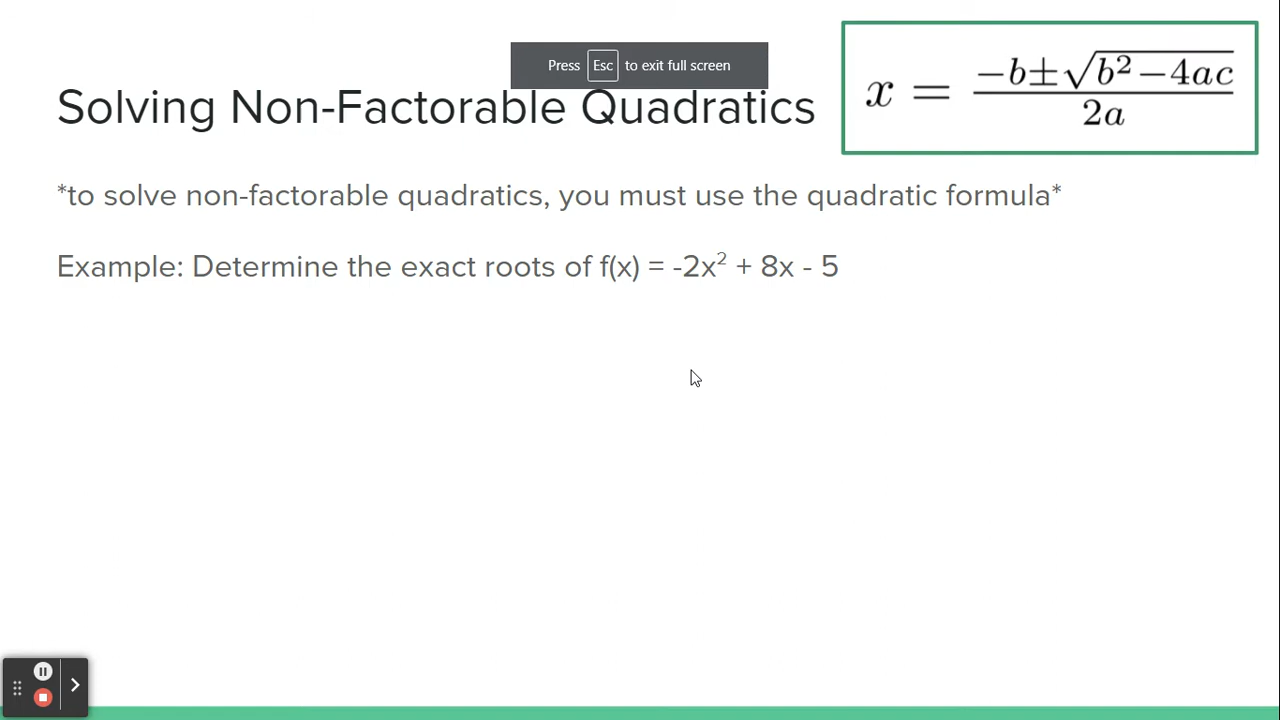 Press Esc to exit full screen
Solving Non-Factorable Quadratics
x = −b±√b²−4ac / 2a
*to solve non-factorable quadratics, you must use the quadratic formula*
Example: Determine the exact roots of f(x) = -2x² + 8x - 5